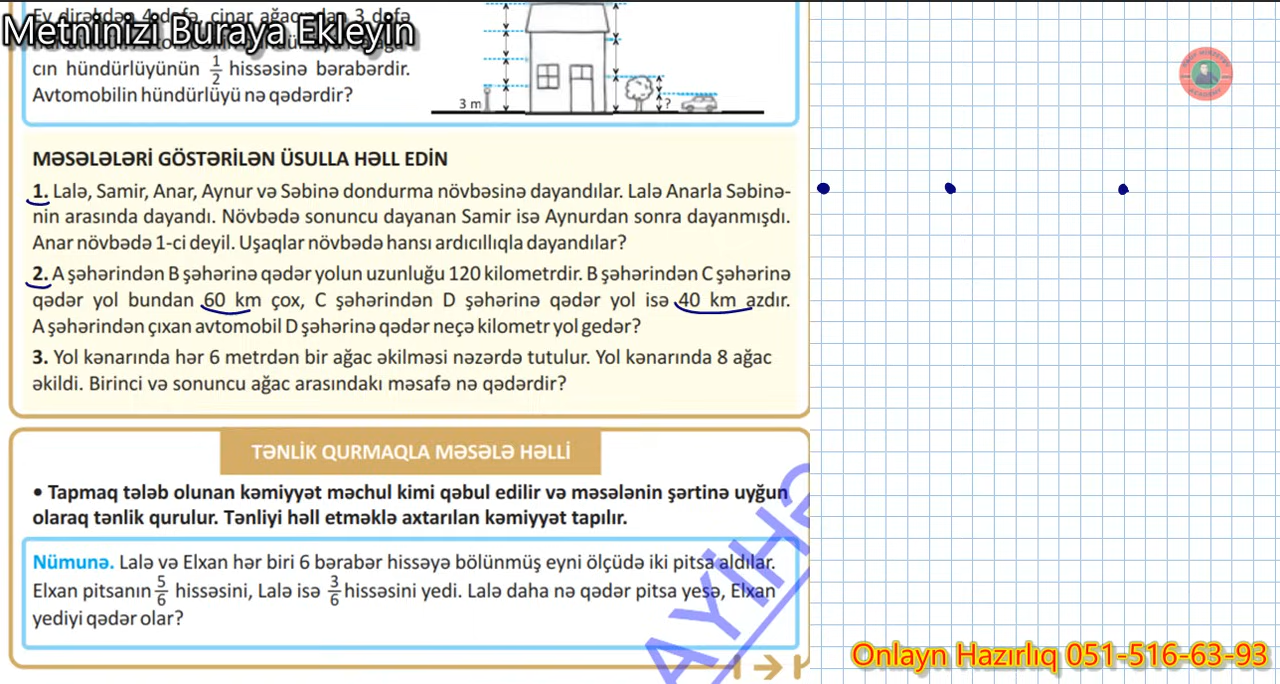 Ev dirəkdən 4 dəfə, çinar ağacından 3 dəfə
Metninizi Buraya Ekleyin
cın hündürlüyünün 1/2 hissəsinə bərabərdir.
Avtomobilin hündürlüyü nə qədərdir?
3 m
?
MƏSƏLƏLƏRİ GÖSTƏRİLƏN ÜSULLA HƏLL EDİN
1. Lalə, Samir, Anar, Aynur və Səbinə dondurma növbəsinə dayandılar. Lalə Anarla Səbinə-
nin arasında dayandı. Növbədə sonuncu dayanan Samir isə Aynurdan sonra dayanmışdı.
Anar növbədə 1-ci deyil. Uşaqlar növbədə hansı ardıcıllıqla dayandılar?
2. A şəhərindən B şəhərinə qədər yolun uzunluğu 120 kilometrdir. B şəhərindən C şəhərinə
qədər yol bundan 60 km çox, C şəhərindən D şəhərinə qədər yol isə 40 km azdır.
A şəhərindən çıxan avtomobil D şəhərinə qədər neçə kilometr yol gedər?
3. Yol kənarında hər 6 metrdən bir ağac əkilməsi nəzərdə tutulur. Yol kənarında 8 ağac
əkildi. Birinci və sonuncu ağac arasındakı məsafə nə qədərdir?
TƏNLİK QURMAQLA MƏSƏLƏ HƏLLİ
• Tapmaq tələb olunan kəmiyyət məchul kimi qəbul edilir və məsələnin şərtinə uyğun
olaraq tənlik qurulur. Tənliyi həll etməklə axtarılan kəmiyyət tapılır.
Nümunə. Lalə və Elxan hər biri 6 bərabər hissəyə bölünmüş eyni ölçüdə iki pitsa aldılar.
Elxan pitsanın 5/6 hissəsini, Lalə isə 3/6 hissəsini yedi. Lalə daha nə qədər pitsa yesə, Elxan
yediyi qədər olar?
Onlayn Hazırlıq 051-516-63-93